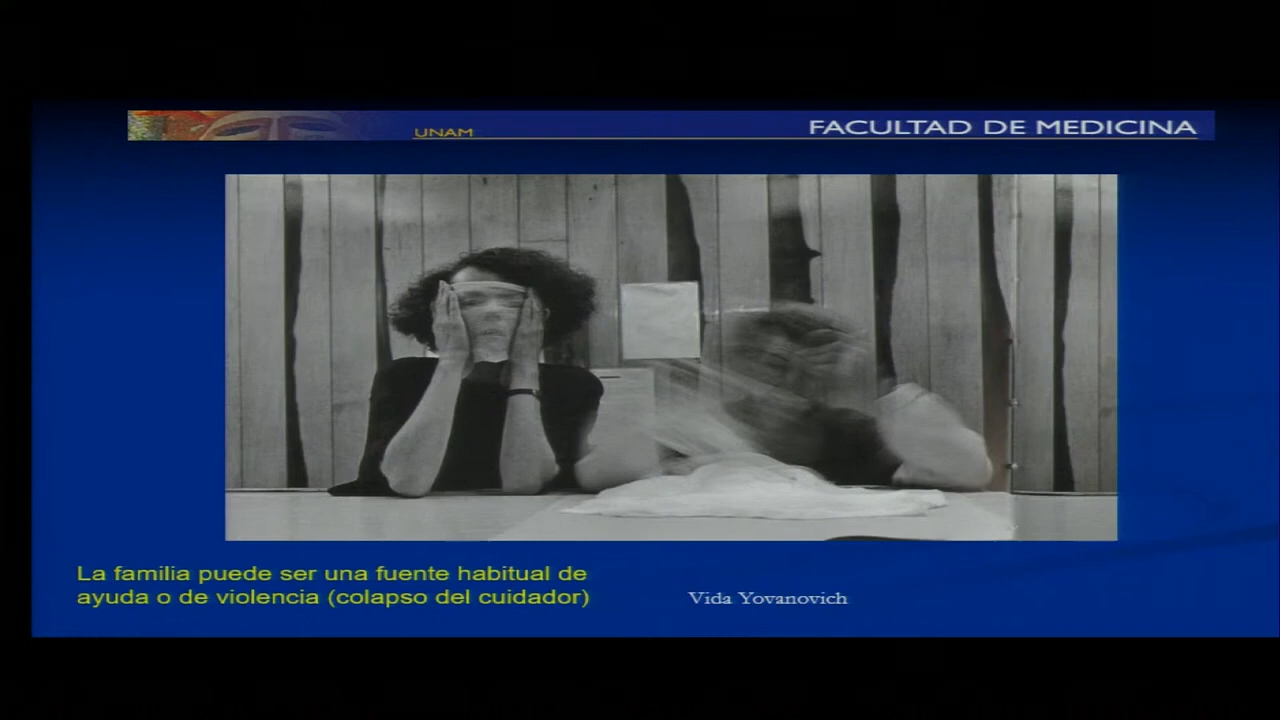 UNAM
FACULTAD DE MEDICINA
La familia puede ser una fuente habitual de
ayuda o de violencia (colapso del cuidador)
Vida Yovanovich